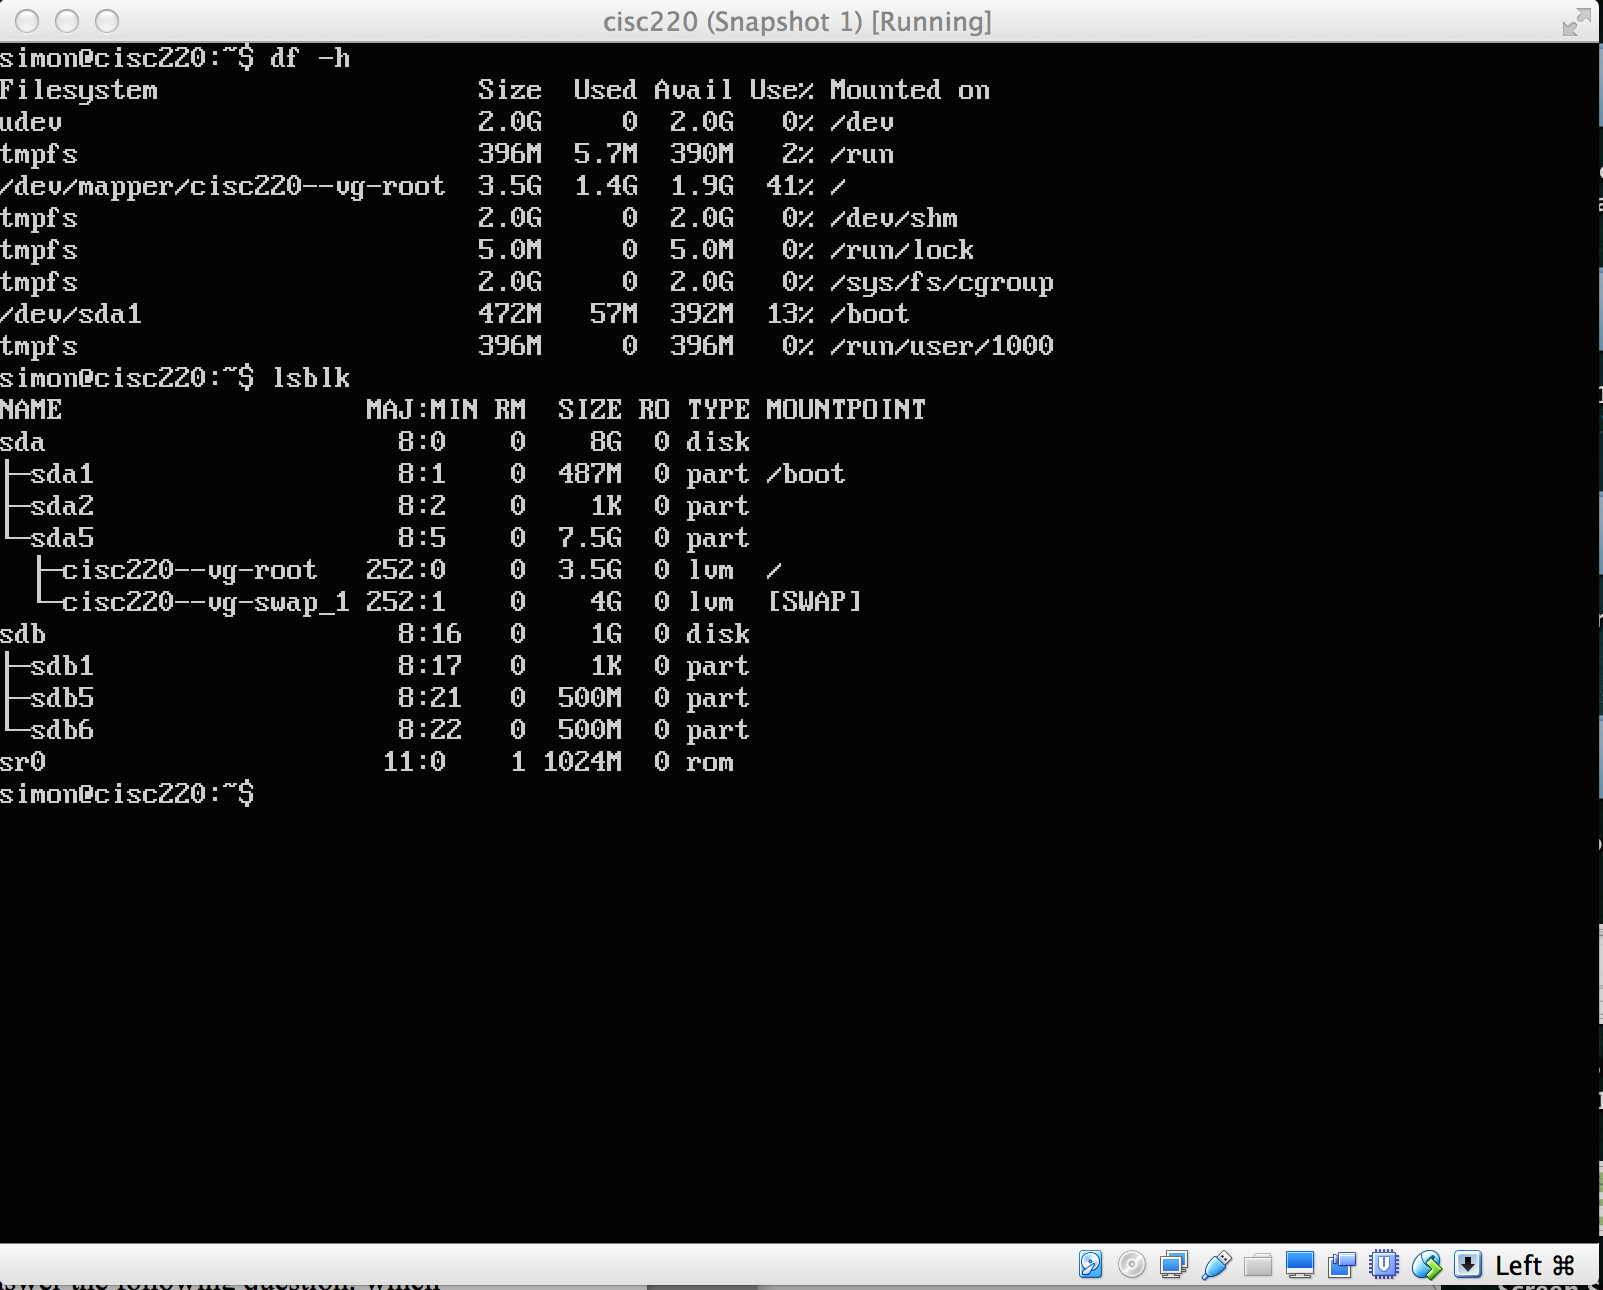 cisc220 (Snapshot 1) [Running]
simon@cisc220:~$ df -h
Filesystem                    Size  Used Avail Use% Mounted on
udev                          2.0G     0  2.0G   0% /dev
tmpfs                         396M  5.7M  390M   2% /run
/dev/mapper/cisc220--vg-root  3.5G  1.4G  1.9G  41% /
tmpfs                         2.0G     0  2.0G   0% /dev/shm
tmpfs                         5.0M     0  5.0M   0% /run/lock
tmpfs                         2.0G     0  2.0G   0% /sys/fs/cgroup
/dev/sda1                     472M   57M  392M  13% /boot
tmpfs                         396M     0  396M   0% /run/user/1000
simon@cisc220:~$ lsblk
NAME                   MAJ:MIN RM  SIZE RO TYPE MOUNTPOINT
sda                      8:0    0    8G  0 disk
├─sda1                   8:1    0  487M  0 part /boot
├─sda2                   8:2    0    1K  0 part
└─sda5                   8:5    0  7.5G  0 part
  ├─cisc220--vg-root   252:0    0  3.5G  0 lvm  /
  └─cisc220--vg-swap_1 252:1    0    4G  0 lvm  [SWAP]
sdb                      8:16   0    1G  0 disk
├─sdb1                   8:17   0    1K  0 part
├─sdb5                   8:21   0  500M  0 part
└─sdb6                   8:22   0  500M  0 part
sr0                     11:0    1 1024M  0 rom
simon@cisc220:~$
Left ⌘
the following question, which